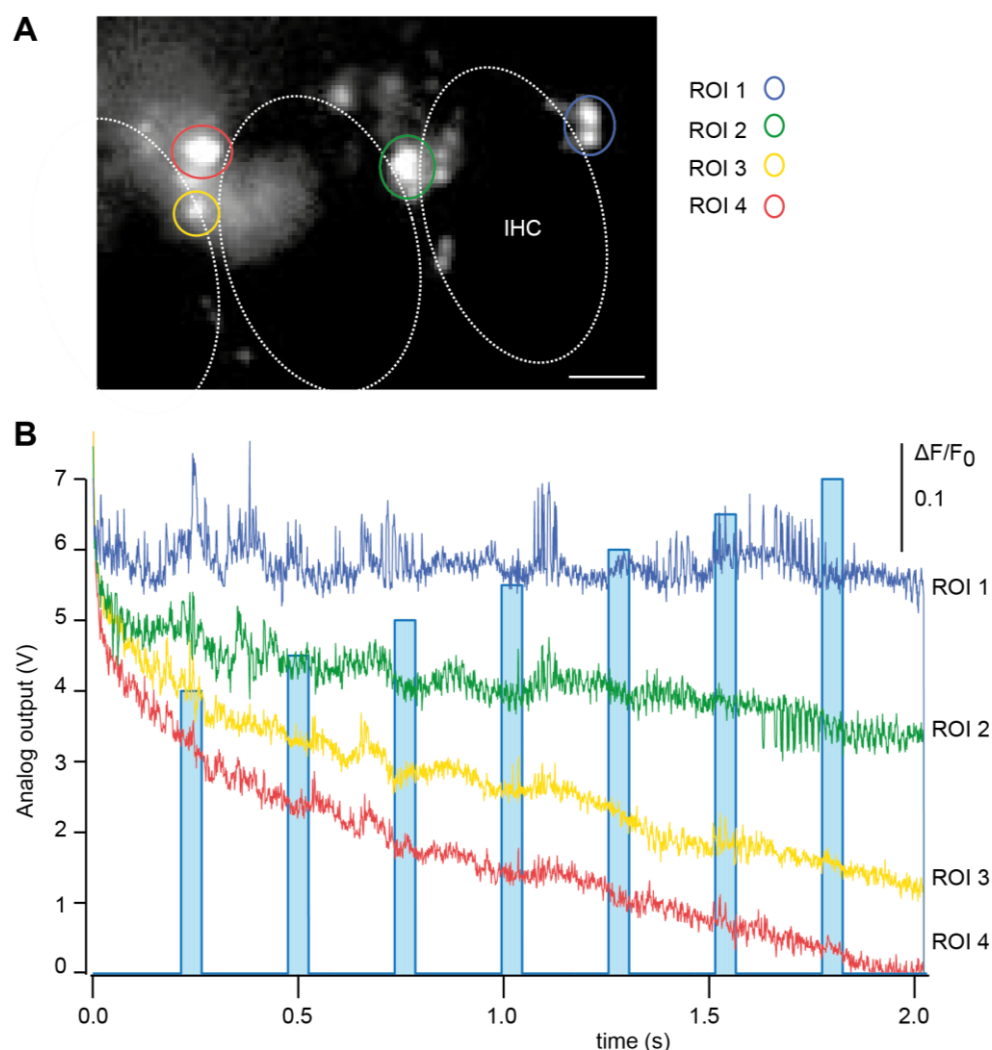 A
IHC
ROI 1
ROI 2
ROI 3
ROI 4
B
ΔF/F0
0.1
Analog output (V)
7
6
5
4
3
2
1
0
ROI 1
ROI 2
ROI 3
ROI 4
0.0 0.5 1.0 1.5 2.0
time (s)